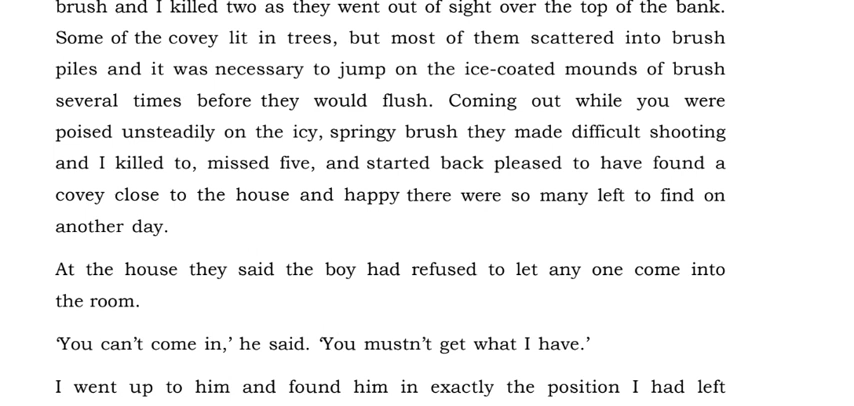 brush and I killed two as they went out of sight over the top of the bank.
Some of the covey lit in trees, but most of them scattered into brush
piles and it was necessary to jump on the ice-coated mounds of brush
several times before they would flush. Coming out while you were
poised unsteadily on the icy, springy brush they made difficult shooting
and I killed to, missed five, and started back pleased to have found a
covey close to the house and happy there were so many left to find on
another day.
At the house they said the boy had refused to let any one come into
the room.
‘You can’t come in,’ he said. ‘You mustn’t get what I have.’
I went up to him and found him in exactly the position I had left